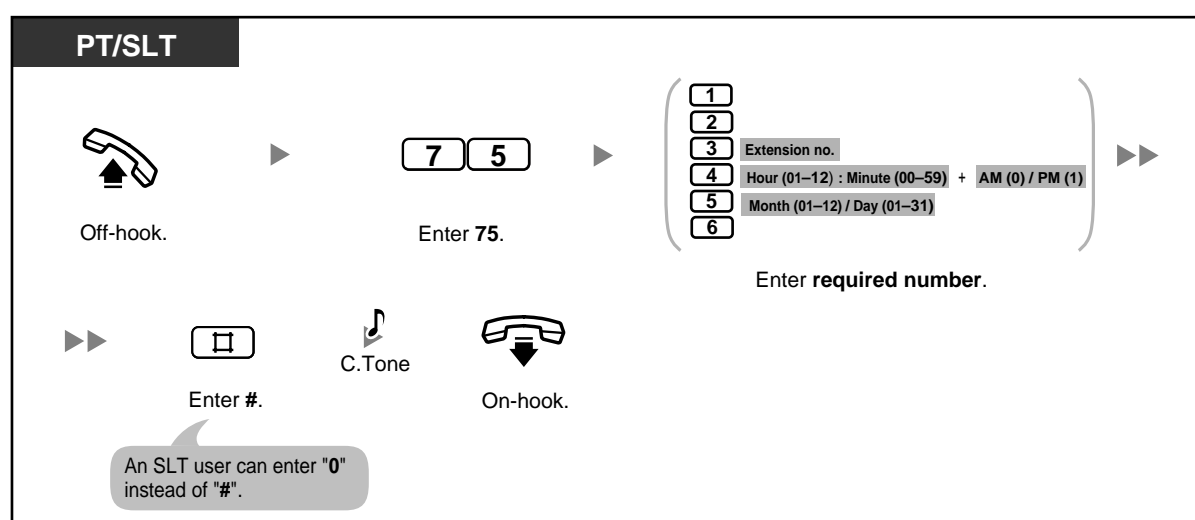 PT/SLT
1
2
3 Extension no.
4 Hour (01–12) : Minute (00–59) + AM (0) / PM (1)
5 Month (01–12) / Day (01–31)
6
7 5
Off-hook.
Enter 75.
Enter required number.
C.Tone
Enter #.
On-hook.
An SLT user can enter "0"
instead of "#".